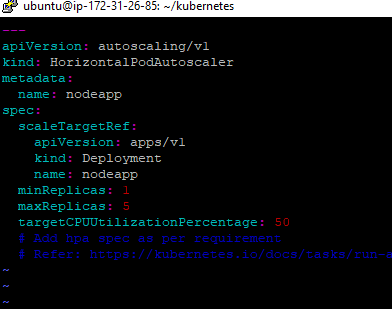 ubuntu@ip-172-31-26-85: ~/kubernetes
---
apiVersion: autoscaling/v1
kind: HorizontalPodAutoscaler
metadata:
  name: nodeapp
spec:
  scaleTargetRef:
    apiVersion: apps/v1
    kind: Deployment
    name: nodeapp
  minReplicas: 1
  maxReplicas: 5
  targetCPUUtilizationPercentage: 50
  # Add hpa spec as per requirement
  # Refer: https://kubernetes.io/docs/tasks/run-a
~
~
~